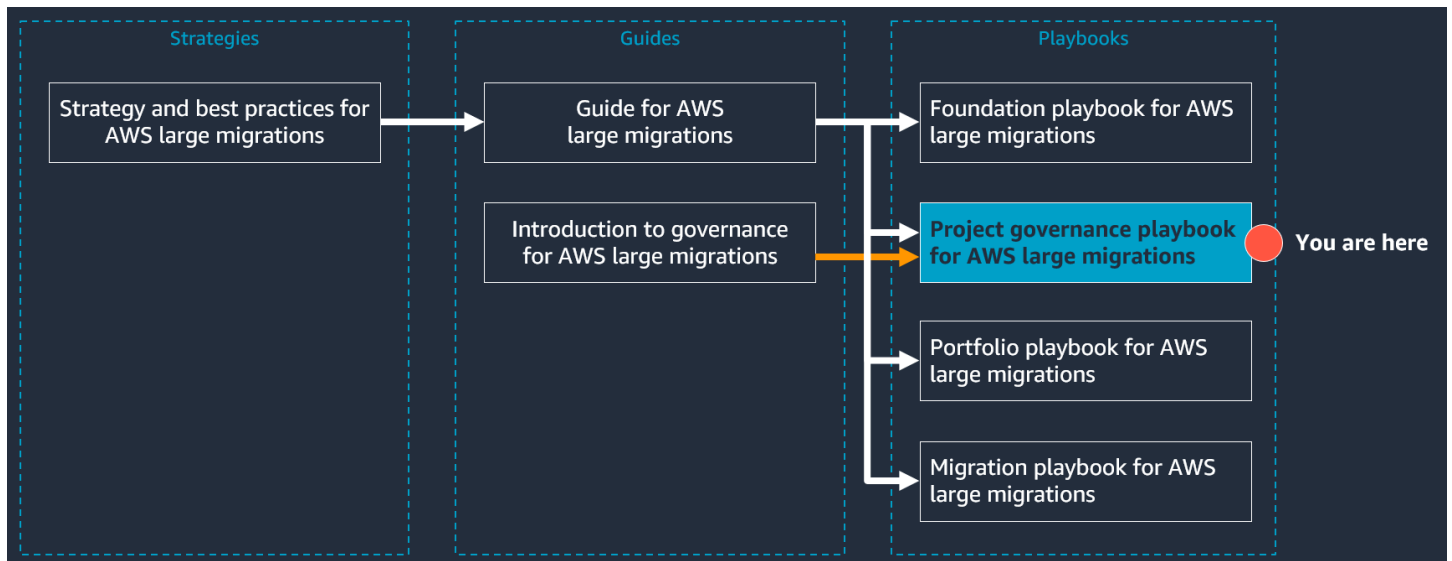 Strategies
Strategy and best practices for
AWS large migrations
Guides
Guide for AWS
large migrations
Introduction to governance
for AWS large migrations
Playbooks
Foundation playbook for AWS
large migrations
Project governance playbook
for AWS large migrations
You are here
Portfolio playbook for AWS
large migrations
Migration playbook for AWS
large migrations